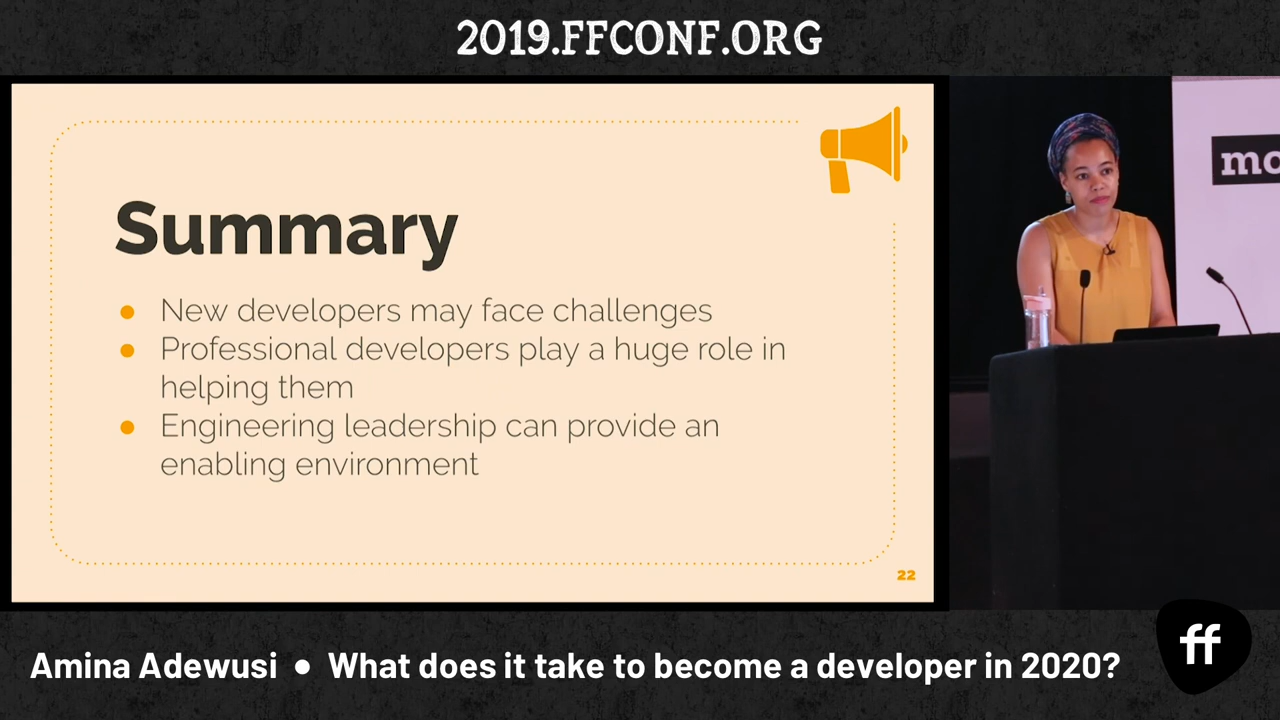 2019.FFCONF.ORG
Summary
● New developers may face challenges
● Professional developers play a huge role in
helping them
● Engineering leadership can provide an
enabling environment
22
mo
Amina Adewusi ● What does it take to become a developer in 2020?
ff